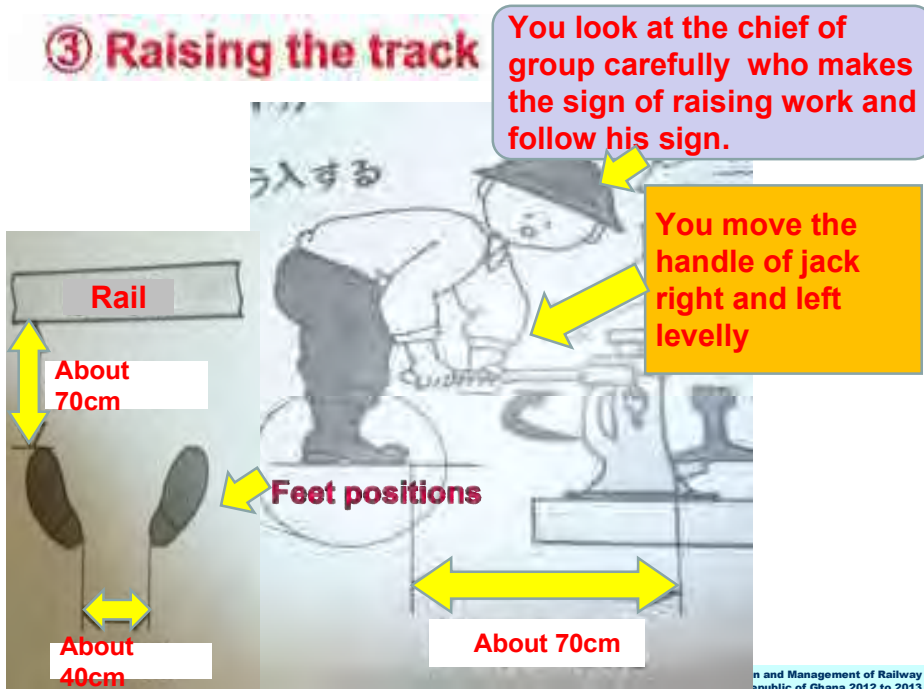 ③ Raising the track
You look at the chief of
group carefully who makes
the sign of raising work and
follow his sign.
入する
You move the
handle of jack
right and left
levelly
Rail
About
70cm
Feet positions
About 70cm
About
40cm
n and Management of Railway
epublic of Ghana 2012 to 2013